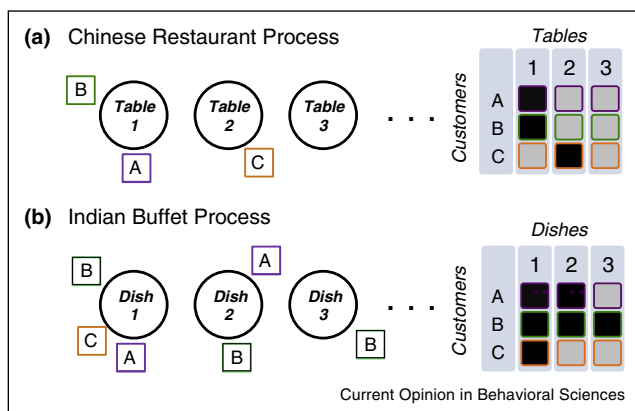 (a) Chinese Restaurant Process
Tables
B
Table 1
Table 2
Table 3
. . .
Customers
1 2 3
A
B
C
A
C
(b) Indian Buffet Process
Dishes
B
A
Dish 1
Dish 2
Dish 3
. . .
Customers
1 2 3
A
B
C
C
A
B
B
Current Opinion in Behavioral Sciences